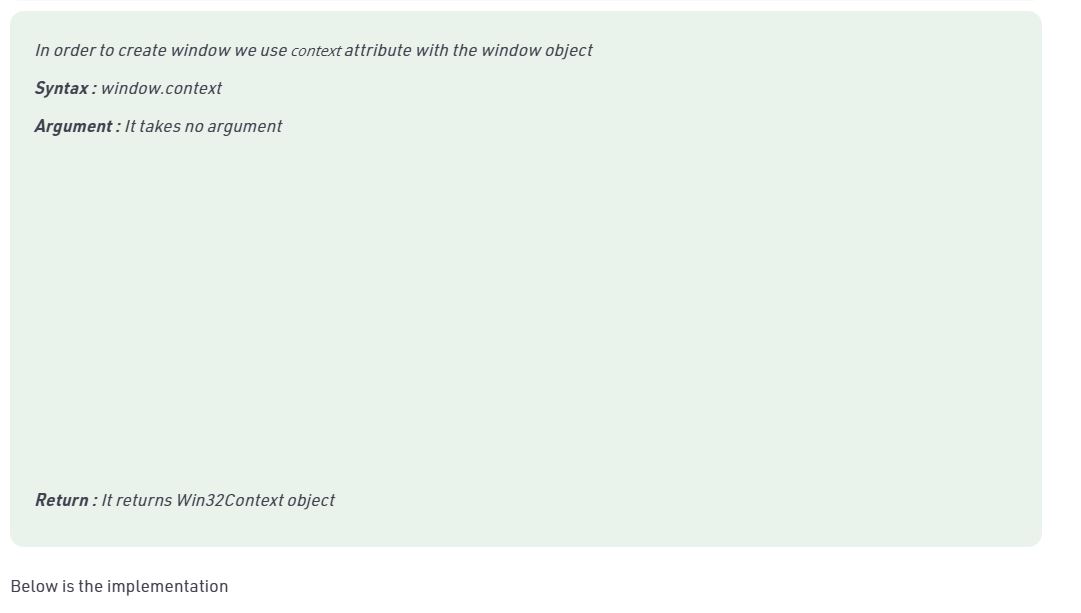 In order to create window we use context attribute with the window object
Syntax : window.context
Argument : It takes no argument
Return : It returns Win32Context object
Below is the implementation